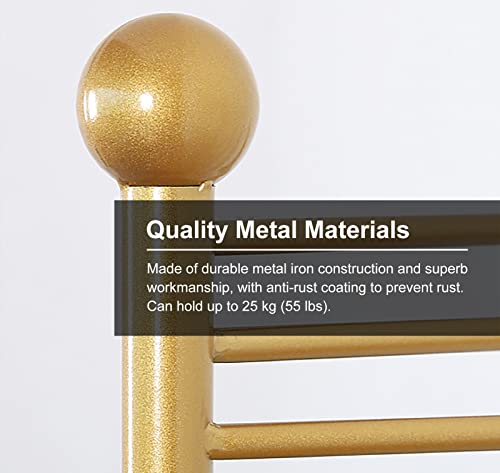 Quality Metal Materials
Made of durable metal iron construction and superb
workmanship, with anti-rust coating to prevent rust.
Can hold up to 25 kg (55 lbs).